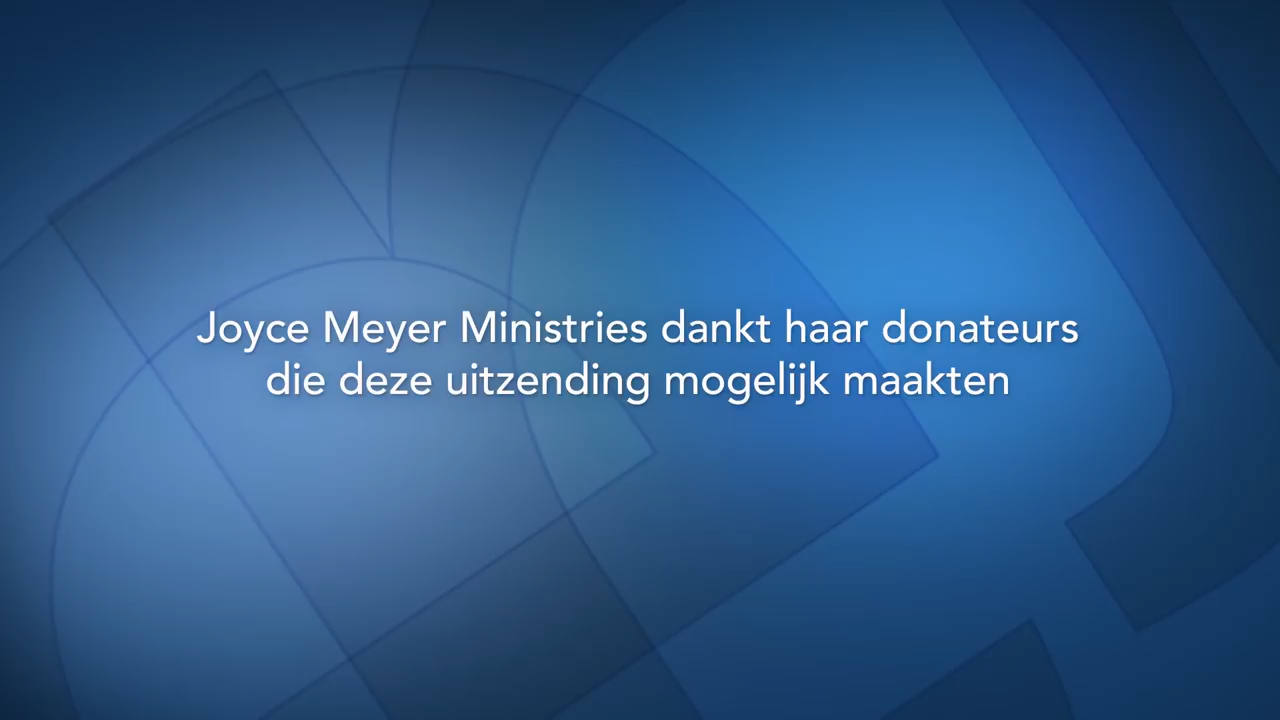 Joyce Meyer Ministries dankt haar donateurs
die deze uitzending mogelijk maakten